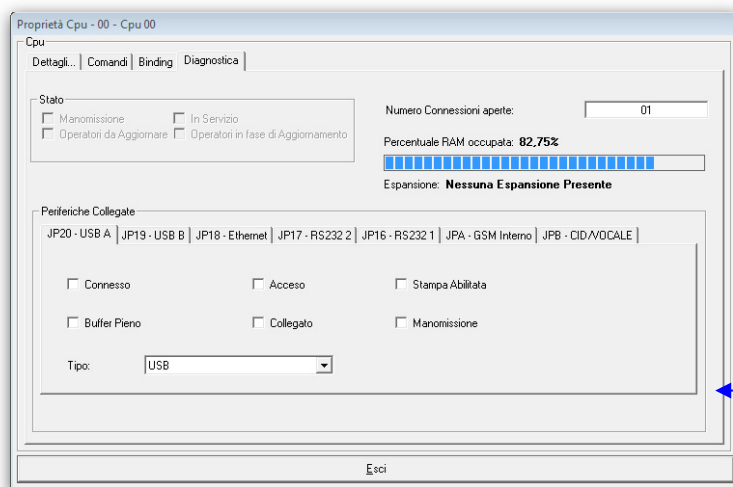 Proprietà Cpu - 00 - Cpu 00
Cpu
Dettagli... Comandi Binding Diagnostica
Stato
Manomissione In Servizio
Operatori da Aggiornare Operatori in fase di Aggiornamento
Numero Connessioni aperte: 01
Percentuale RAM occupata: 82,75%
Espansione: Nessuna Espansione Presente
Periferiche Collegate
JP20 - USB A JP19 - USB B JP18 - Ethernet JP17 - RS232 2 JP16 - RS232 1 JPA - GSM Interno JPB - CID/VOCALE
Connesso Acceso Stampa Abilitata
Buffer Pieno Collegato Manomissione
Tipo: USB
Esci